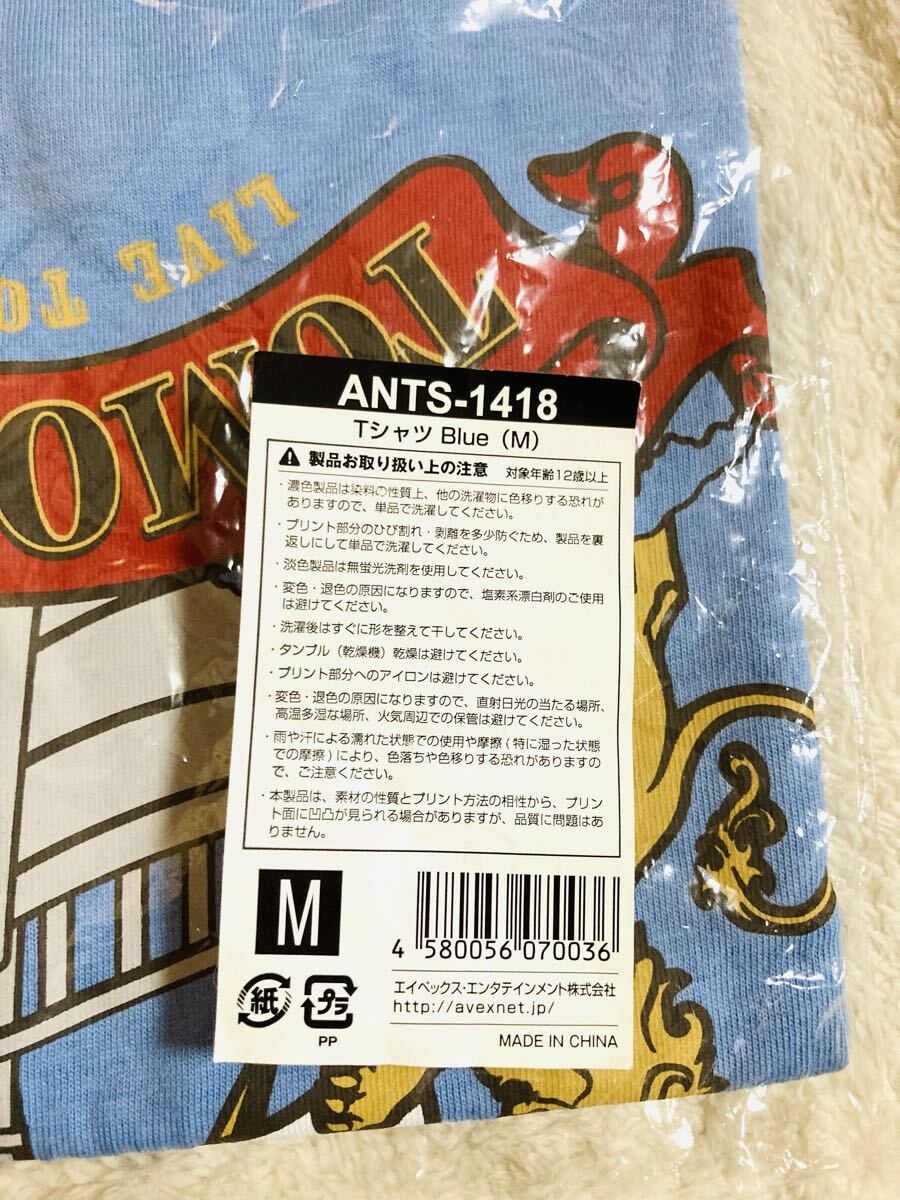 LIVE TO
TOMO
ANTS-1418
Tシャツ Blue（M）
製品お取り扱い上の注意 対象年齢12歳以上
・濃色製品は染料の性質上、他の洗濯物に色移りする恐れが
ありますので、単品で洗濯してください。
・プリント部分のひび割れ・剥離を多少防ぐため、製品を裏
返しにして単品で洗濯してください。
・淡色製品は無蛍光洗剤を使用してください。
・変色・退色の原因になりますので、塩素系漂白剤のご使用
は避けてください。
・洗濯後はすぐに形を整えて干してください。
・タンブル（乾燥機）乾燥は避けてください。
・プリント部分へのアイロンは避けてください。
・変色・退色の原因になりますので、直射日光の当たる場所、
高温多湿な場所、火気周辺での保管は避けてください。
・雨や汗による濡れた状態での使用や摩擦(特に湿った状態
での摩擦)により、色落ちや色移りする恐れがありますの
で、ご注意ください。
・本製品は、素材の性質とプリント方法の相性から、プリン
ト面に凹凸が見られる場合がありますが、品質に問題はあ
りません。
M
4 580056 070036
紙
プラ
PP
エイベックス・エンタテインメント株式会社
http://avexnet.jp/
MADE IN CHINA